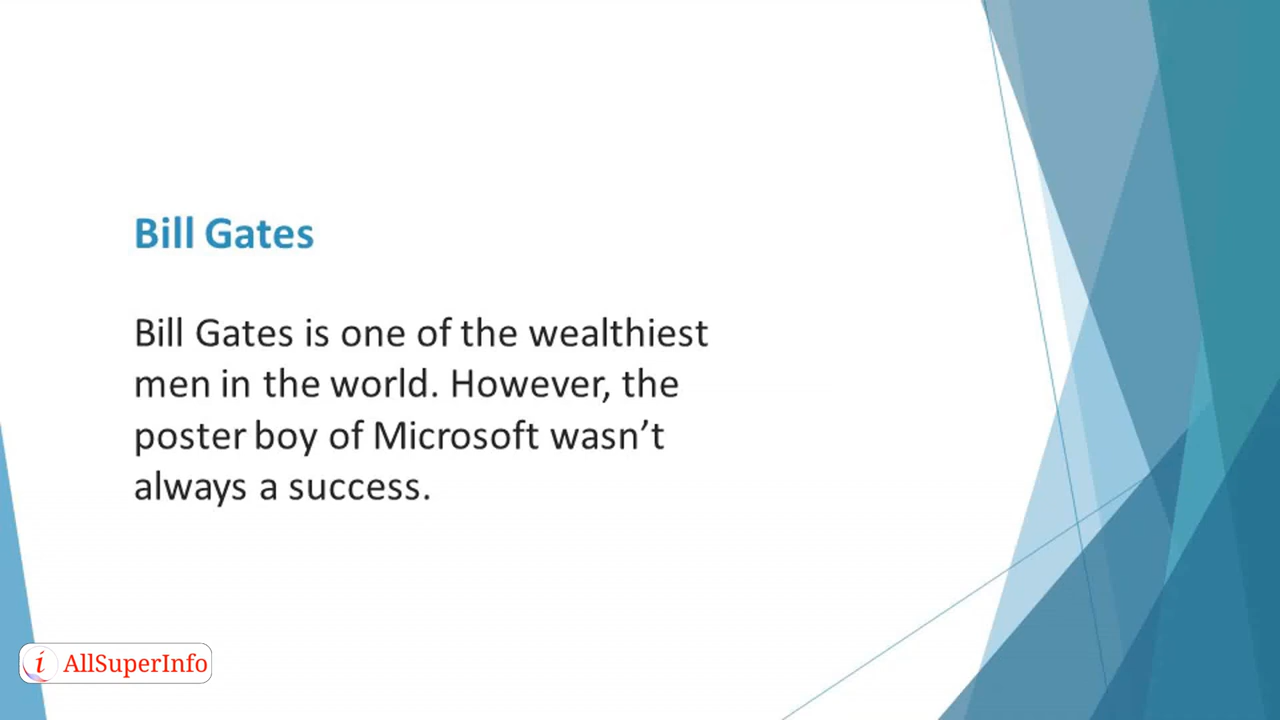 Bill Gates
Bill Gates is one of the wealthiest
men in the world. However, the
poster boy of Microsoft wasn’t
always a success.
i AllSuperInfo